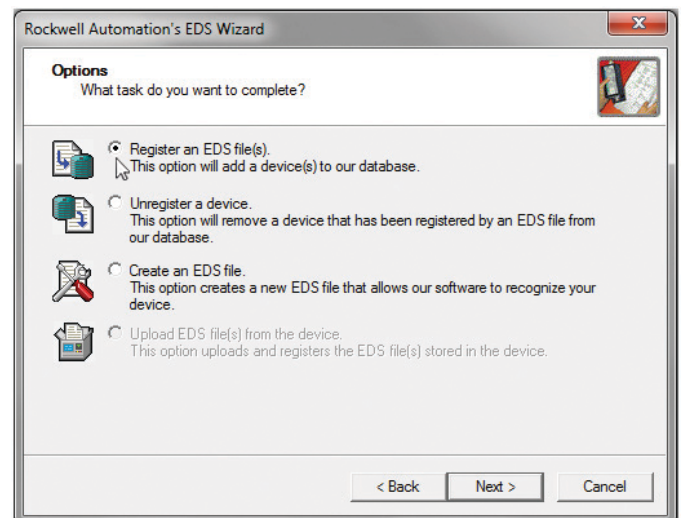 Rockwell Automation's EDS Wizard
Options
What task do you want to complete?
Register an EDS file(s).
This option will add a device(s) to our database.
Unregister a device.
This option will remove a device that has been registered by an EDS file from
our database.
Create an EDS file.
This option creates a new EDS file that allows our software to recognize your
device.
Upload EDS file(s) from the device.
This option uploads and registers the EDS file(s) stored in the device.
< Back
Next >
Cancel